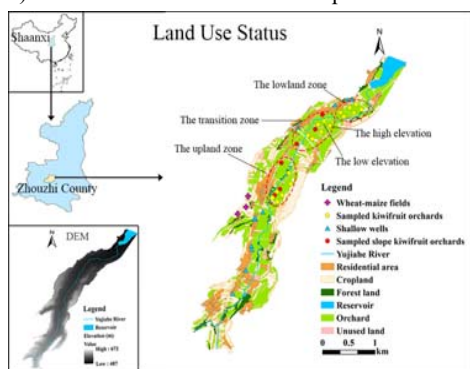 Shaanxi
Land Use Status
N
The lowland zone
The transition zone
The high elevation
The upland zone
The low elevation
Zhouzhi County
Legend
Wheat-maize fields
Sampled kiwifruit orchards
Shallow wells
Sampled slope kiwifruit orchards
Yujiahe River
Residential area
Cropland
Forest land
Reservoir
Orchard
Unused land
0 0.5 1
km
N
DEM
Legend
Yujiahe River
Reservoir
Elevation (m)
Value
High : 673
Low : 487